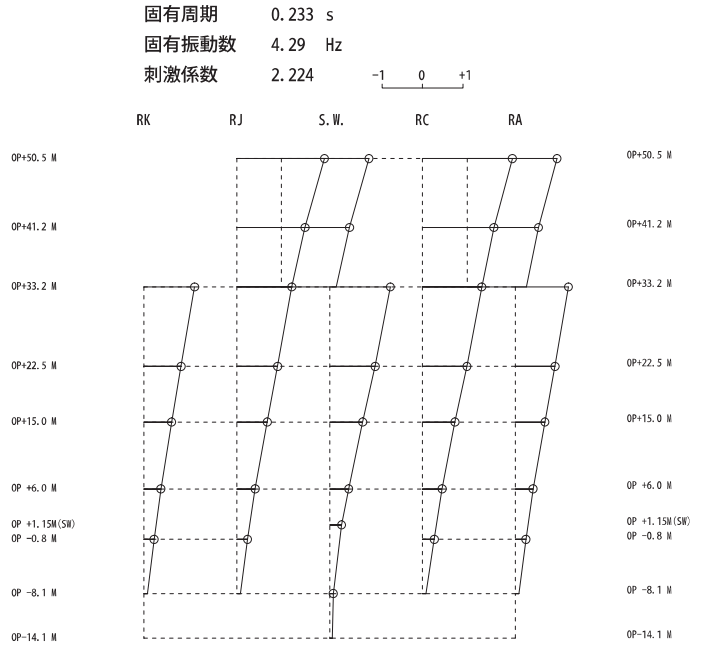 固有周期 0.233 s
固有振動数 4.29 Hz
刺激係数 2.224
-1 0 +1
RK RJ S.W. RC RA
OP+50.5 M OP+50.5 M
OP+41.2 M OP+41.2 M
OP+33.2 M OP+33.2 M
OP+22.5 M OP+22.5 M
OP+15.0 M OP+15.0 M
OP +6.0 M OP +6.0 M
OP +1.15M(SW) OP +1.15M(SW)
OP -0.8 M OP -0.8 M
OP -8.1 M OP -8.1 M
OP-14.1 M OP-14.1 M